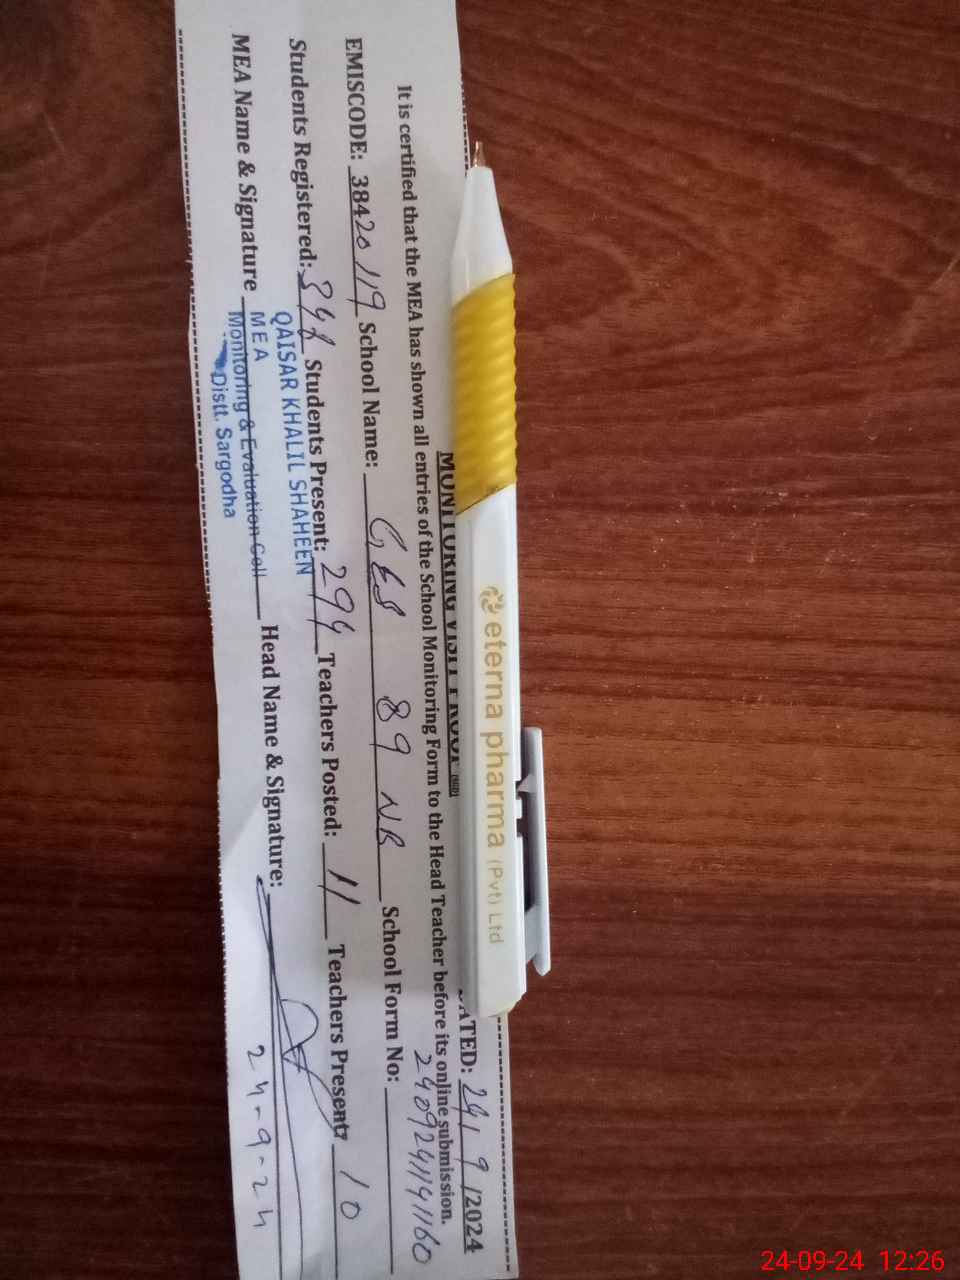 DATED: 24/9/2024
MONITORING VISIT PROOF
It is certified that the MEA has shown all entries of the School Monitoring Form to the Head Teacher before its online submission.
EMISCODE: 38420119 School Name: GES 89 NB School Form No: 240924114160
Students Registered: 348 Students Present: 294 Teachers Posted: 11 Teachers Present: 10
MEA Name & Signature Head Name & Signature:
QAISAR KHALIL SHAHEEN
MEA
Monitoring & Evaluation Cell
Distt. Sargodha
24-9-24
eterna pharma (Pvt) Ltd
24-09-24 12:26